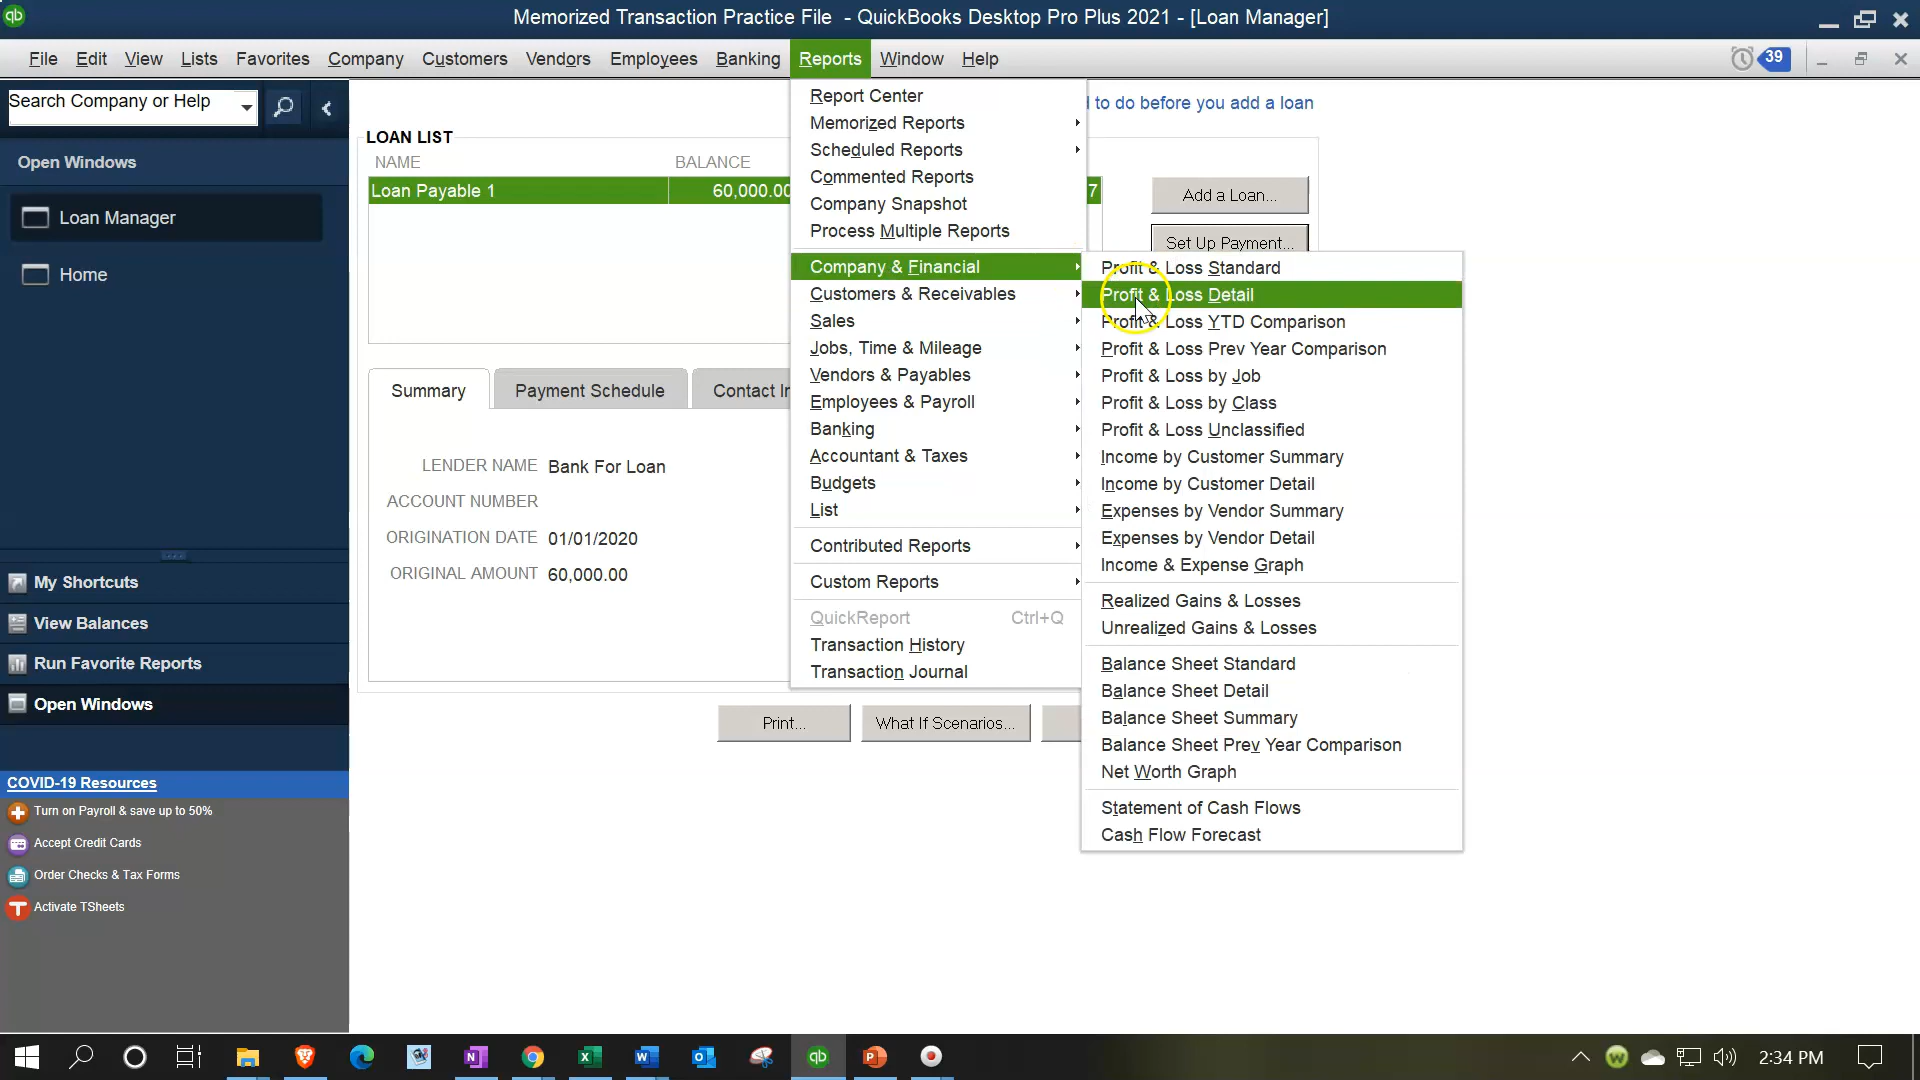 qb
Memorized Transaction Practice File - QuickBooks Desktop Pro Plus 2021 - [Loan Manager]
File Edit View Lists Favorites Company Customers Vendors Employees Banking Reports Window Help
39
Search Company or Help
Open Windows
Loan Manager
Home
My Shortcuts
View Balances
Run Favorite Reports
Open Windows
COVID-19 Resources
Turn on Payroll & save up to 50%
Accept Credit Cards
Order Checks & Tax Forms
Activate TSheets
to do before you add a loan
LOAN LIST
NAME BALANCE
Loan Payable 1 60,000.00 7
Add a Loan...
Set Up Payment...
Summary Payment Schedule Contact In
LENDER NAME Bank For Loan
ACCOUNT NUMBER
ORIGINATION DATE 01/01/2020
ORIGINAL AMOUNT 60,000.00
Print... What If Scenarios...
Report Center
Memorized Reports
Scheduled Reports
Commented Reports
Company Snapshot
Process Multiple Reports
Company & Financial
Customers & Receivables
Sales
Jobs, Time & Mileage
Vendors & Payables
Employees & Payroll
Banking
Accountant & Taxes
Budgets
List
Contributed Reports
Custom Reports
QuickReport Ctrl+Q
Transaction History
Transaction Journal
Profit & Loss Standard
Profit & Loss Detail
Profit & Loss YTD Comparison
Profit & Loss Prev Year Comparison
Profit & Loss by Job
Profit & Loss by Class
Profit & Loss Unclassified
Income by Customer Summary
Income by Customer Detail
Expenses by Vendor Summary
Expenses by Vendor Detail
Income & Expense Graph
Realized Gains & Losses
Unrealized Gains & Losses
Balance Sheet Standard
Balance Sheet Detail
Balance Sheet Summary
Balance Sheet Prev Year Comparison
Net Worth Graph
Statement of Cash Flows
Cash Flow Forecast
2:34 PM